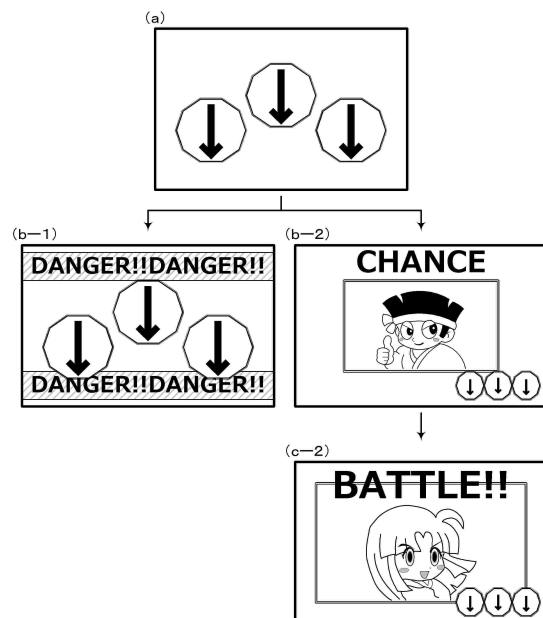 (a)
(b−1)
DANGER!!DANGER!!
DANGER!!DANGER!!
(b−2)
CHANCE
(c−2)
BATTLE!!